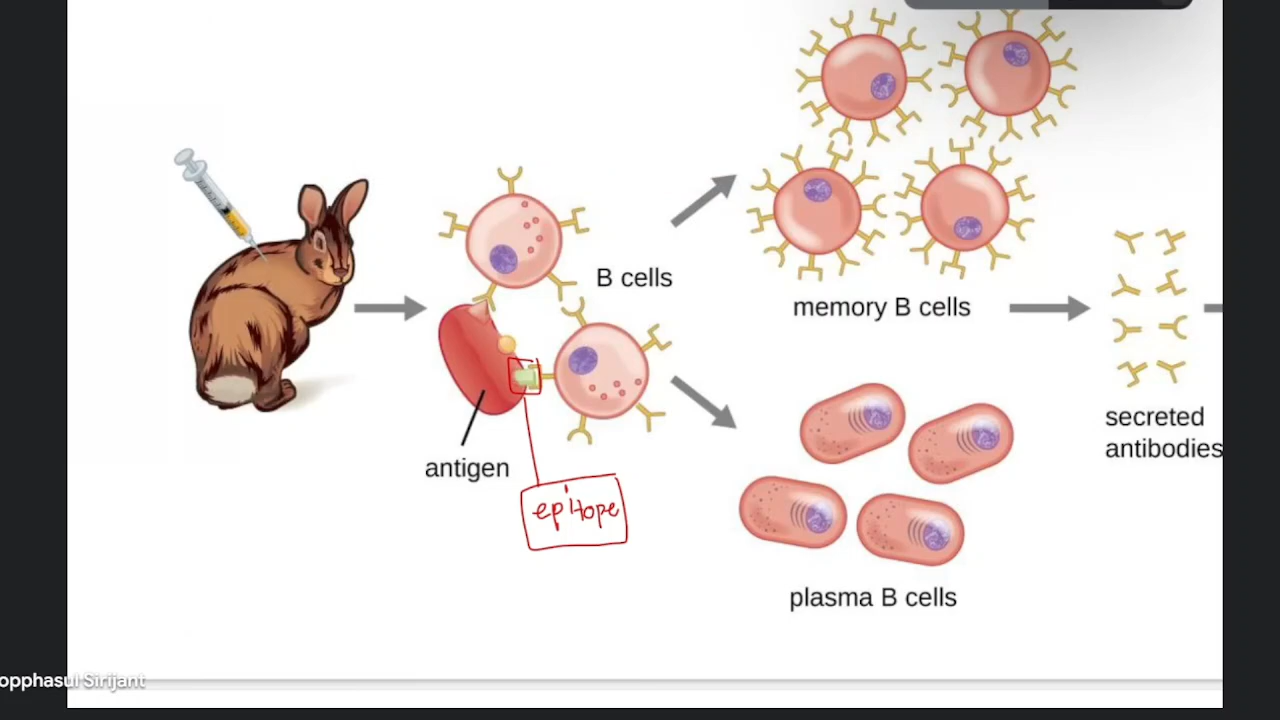 B cells
memory B cells
antigen
epitope
secreted
antibodies
plasma B cells
opphasul Sirijant